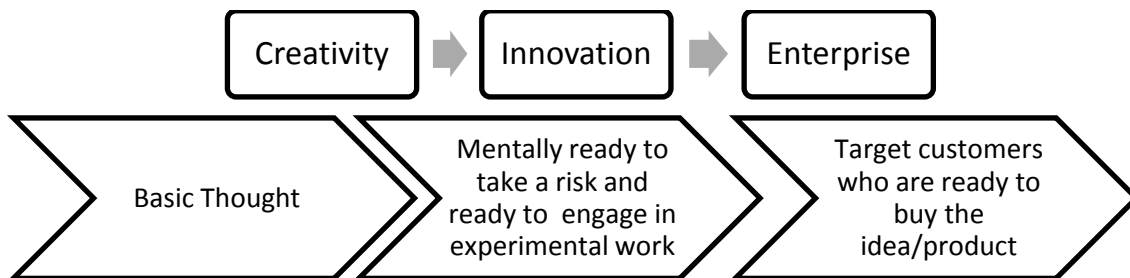 Creativity
Innovation
Enterprise
Basic Thought
Mentally ready to
take a risk and
ready to engage in
experimental work
Target customers
who are ready to
buy the
idea/product